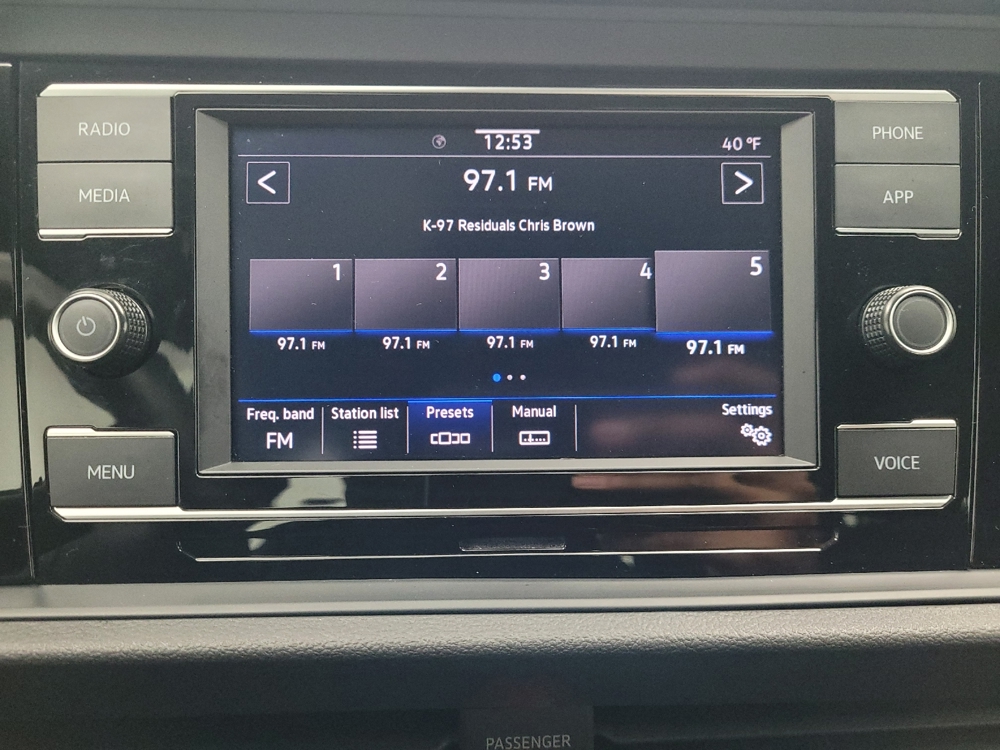 RADIO
MEDIA
MENU
12:53
40 °F
<
97.1 FM
>
K-97 Residuals Chris Brown
1 2 3 4 5
97.1 FM 97.1 FM 97.1 FM 97.1 FM 97.1 FM
Freq. band Station list Presets Manual Settings
FM
PHONE
APP
VOICE
PASSENGER